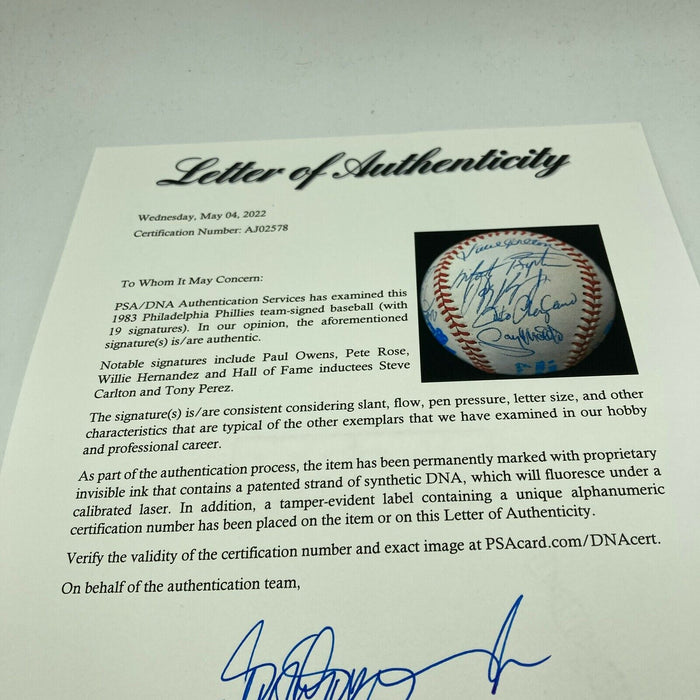 Letter of Authenticity
Wednesday, May 04, 2022
Certification Number: AJ02578
To Whom It May Concern:
PSA/DNA Authentication Services has examined this
1983 Philadelphia Phillies team-signed baseball (with
19 signatures). In our opinion, the aforementioned
signature(s) is/are authentic.
Notable signatures include Paul Owens, Pete Rose,
Willie Hernandez and Hall of Fame inductees Steve
Carlton and Tony Perez.
The signature(s) is/are consistent considering slant, flow, pen pressure, letter size, and other
characteristics that are typical of the other exemplars that we have examined in our hobby
and professional career.
As part of the authentication process, the item has been permanently marked with proprietary
invisible ink that contains a patented strand of synthetic DNA, which will fluoresce under a
calibrated laser. In addition, a tamper-evident label containing a unique alphanumeric
certification number has been placed on the item or on this Letter of Authenticity.
Verify the validity of the certification number and exact image at PSAcard.com/DNAcert.
On behalf of the authentication team,